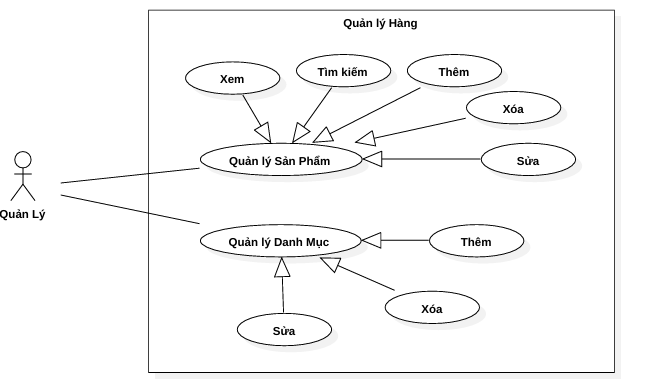 Quản lý Hàng
Xem
Tìm kiếm
Thêm
Xóa
Quản lý Sản Phẩm
Sửa
Quản Lý
Quản lý Danh Mục
Thêm
Xóa
Sửa